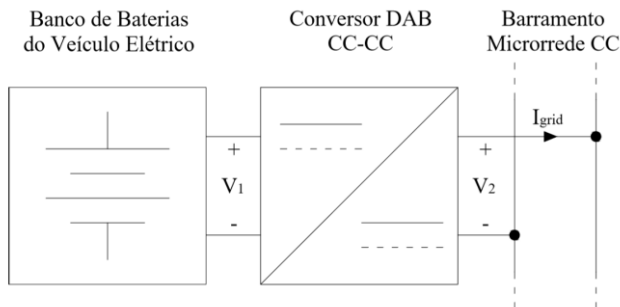 Banco de Baterias
do Veículo Elétrico
Conversor DAB
CC-CC
Barramento
Microrrede CC
Igrid
+
V1
-
+
V2
-